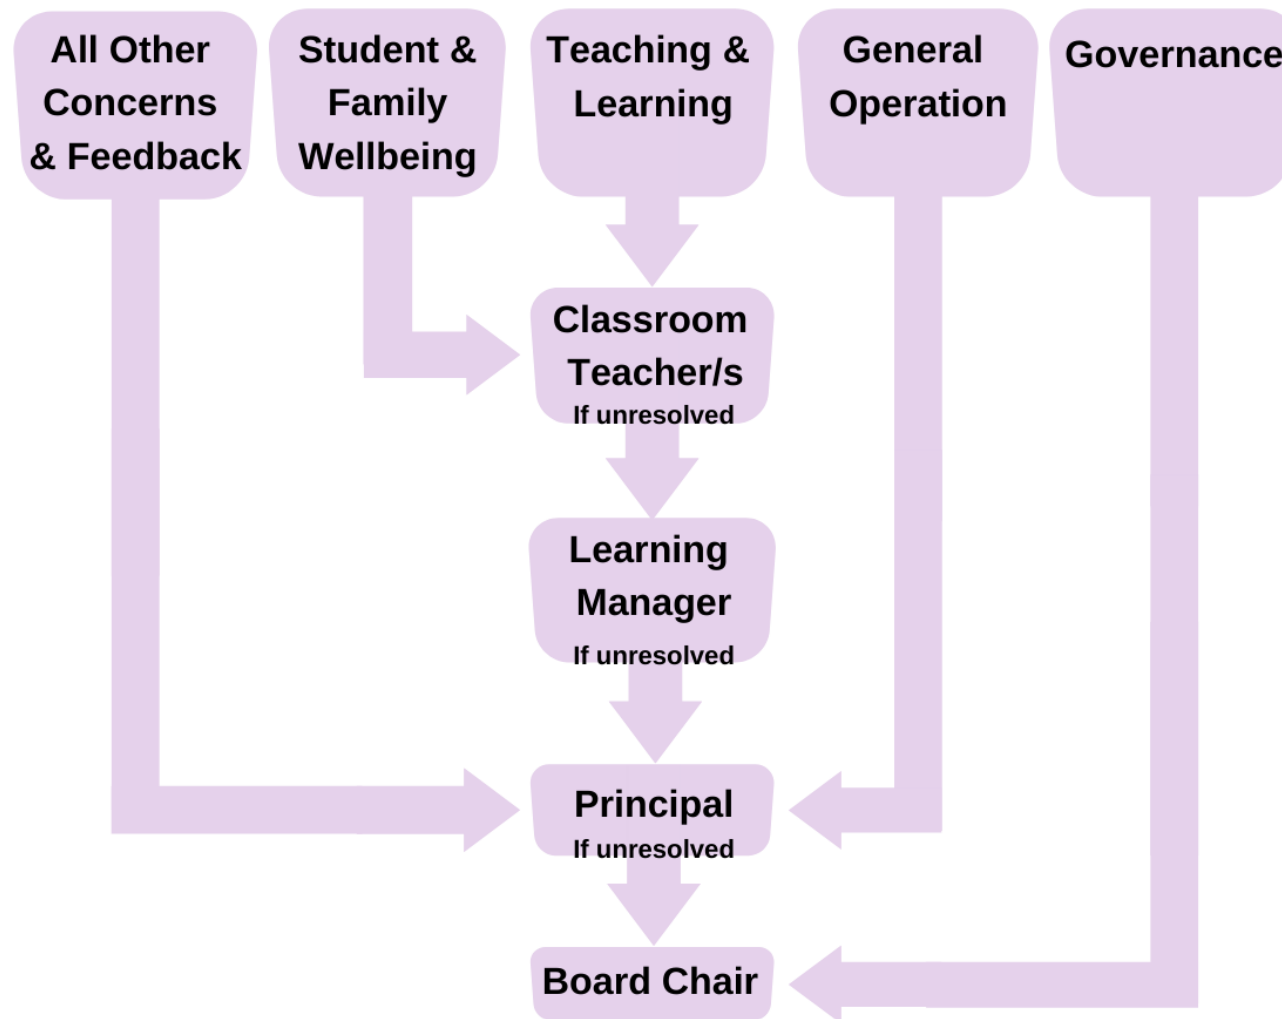 All Other
Concerns
& Feedback
Student &
Family
Wellbeing
Teaching &
Learning
General
Operation
Governance
Classroom
Teacher/s
If unresolved
Learning
Manager
If unresolved
Principal
If unresolved
Board Chair